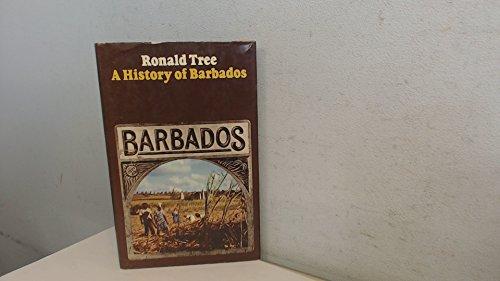 Ronald Tree
A History of Barbados
BARBADOS